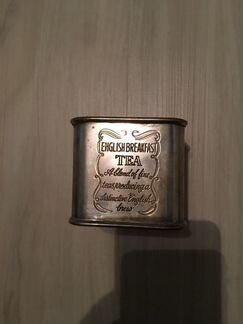 ENGLISH BREAKFAST
TEA
A blend of fine
teas producing a
distinctive English
brew